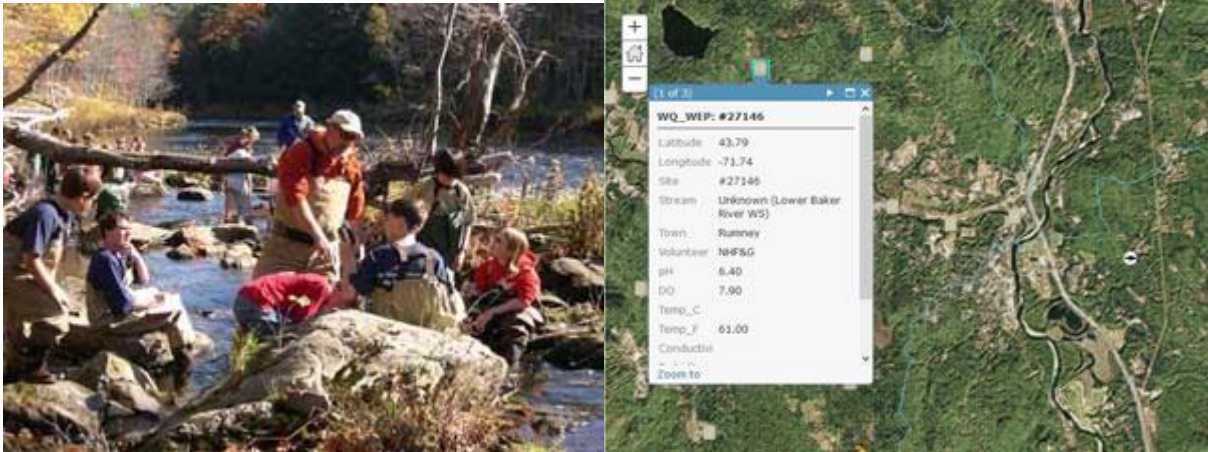 +
−
(1 of 3)
WQ_WEP: #27146
Latitude 43.79
Longitude -71.74
Site #27146
Stream Unknown (Lower Baker River WS)
Town Rumney
Volunteer NHF&G
pH 6.40
DO 7.90
Temp_C
Temp_F 61.00
Conductivi
Zoom to